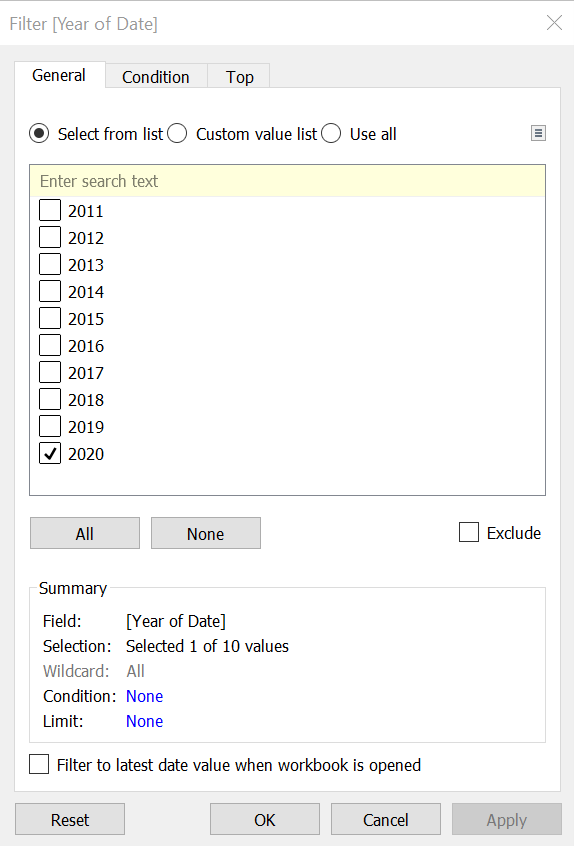 Filter [Year of Date]
General Condition Top
Select from list Custom value list Use all
Enter search text
2011
2012
2013
2014
2015
2016
2017
2018
2019
2020
All None Exclude
Summary
Field: [Year of Date]
Selection: Selected 1 of 10 values
Wildcard: All
Condition: None
Limit: None
Filter to latest date value when workbook is opened
Reset OK Cancel Apply